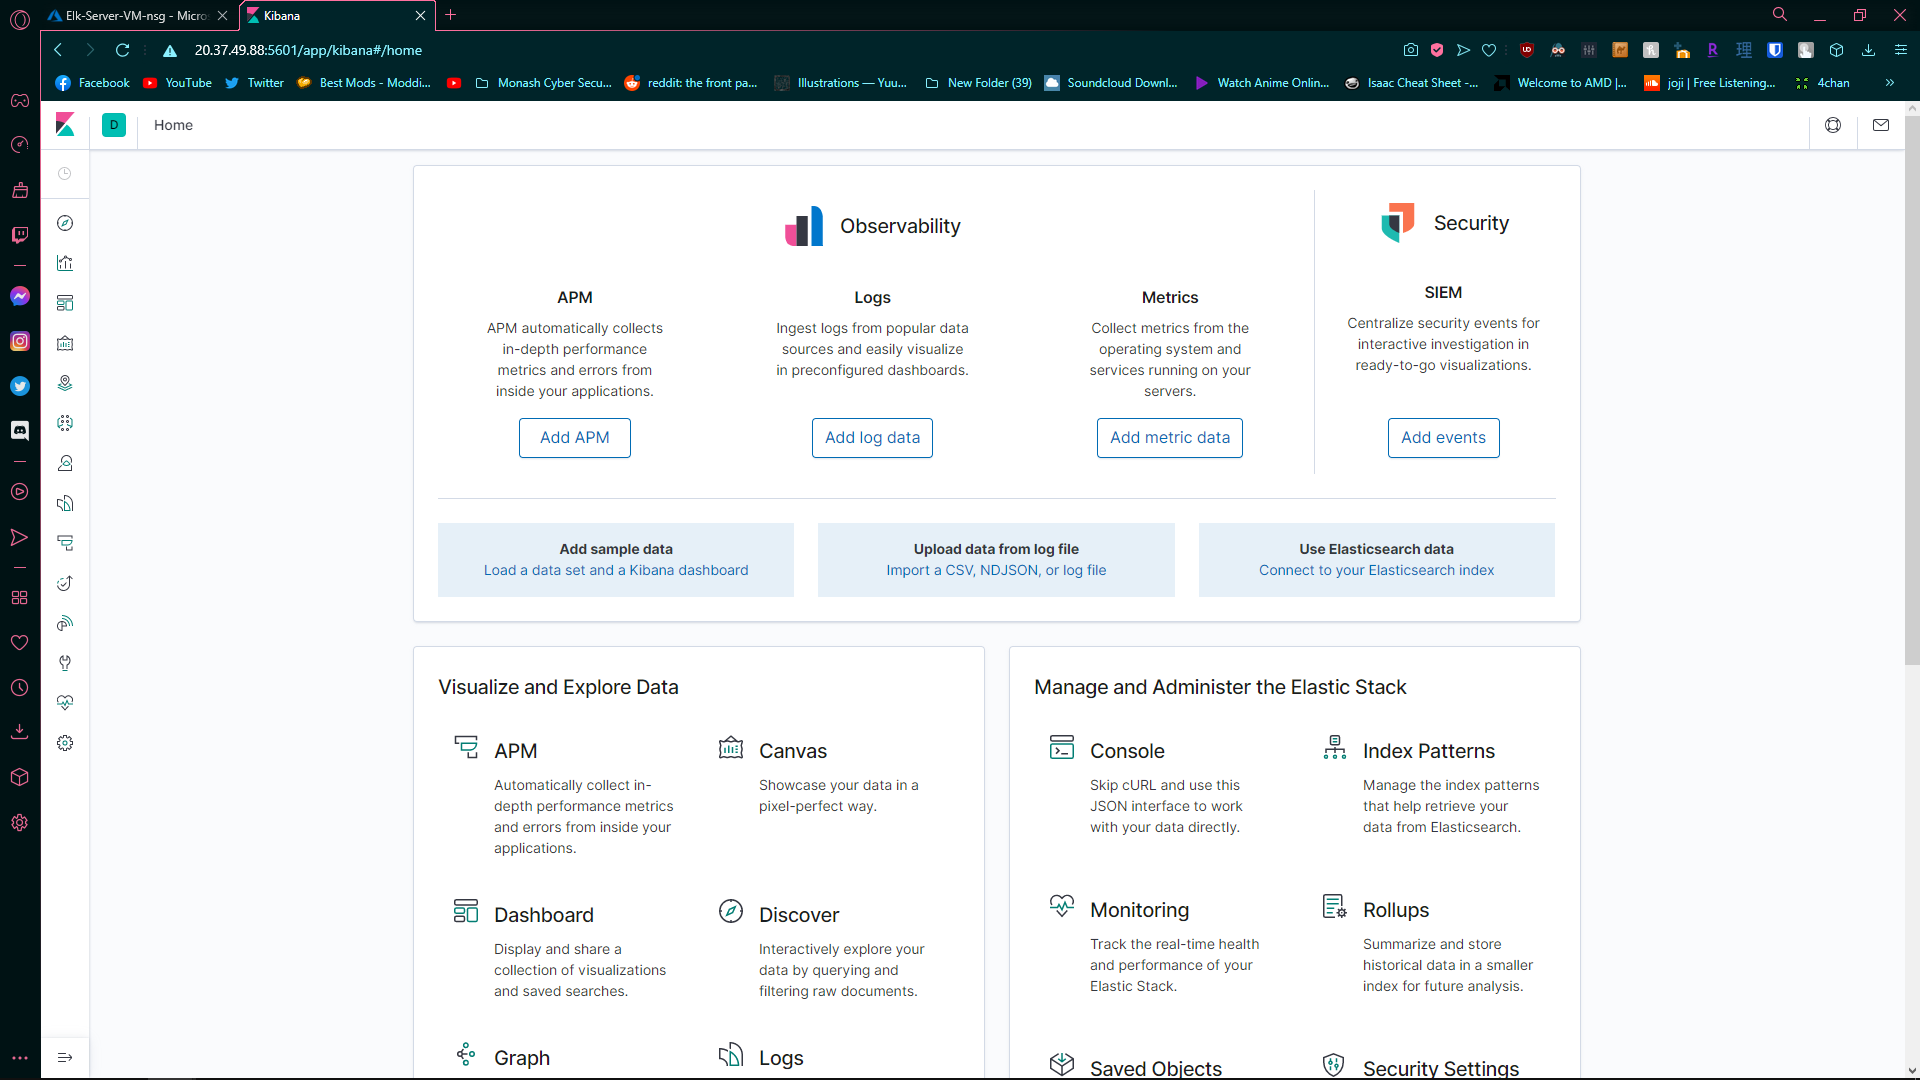 Elk-Server-VM-nsg - Micro
Kibana
20.37.49.88:5601/app/kibana#/home
Facebook
YouTube
Twitter
Best Mods - Moddi...
Monash Cyber Secu...
reddit: the front pa...
Illustrations — Yuu...
New Folder (39)
Soundcloud Downl...
Watch Anime Online...
Isaac Cheat Sheet -...
Welcome to AMD |...
joji | Free Listening...
4chan
D
Home
Observability
Security
APM
APM automatically collects
in-depth performance
metrics and errors from
inside your applications.
Add APM
Logs
Ingest logs from popular data
sources and easily visualize
in preconfigured dashboards.
Add log data
Metrics
Collect metrics from the
operating system and
services running on your
servers.
Add metric data
SIEM
Centralize security events for
interactive investigation in
ready-to-go visualizations.
Add events
Add sample data
Load a data set and a Kibana dashboard
Upload data from log file
Import a CSV, NDJSON, or log file
Use Elasticsearch data
Connect to your Elasticsearch index
Visualize and Explore Data
APM
Automatically collect in-
depth performance metrics
and errors from inside your
applications.
Canvas
Showcase your data in a
pixel-perfect way.
Dashboard
Display and share a
collection of visualizations
and saved searches.
Discover
Interactively explore your
data by querying and
filtering raw documents.
Graph
Logs
Manage and Administer the Elastic Stack
Console
Skip cURL and use this
JSON interface to work
with your data directly.
Index Patterns
Manage the index patterns
that help retrieve your
data from Elasticsearch.
Monitoring
Track the real-time health
and performance of your
Elastic Stack.
Rollups
Summarize and store
historical data in a smaller
index for future analysis.
Saved Objects
Security Settings